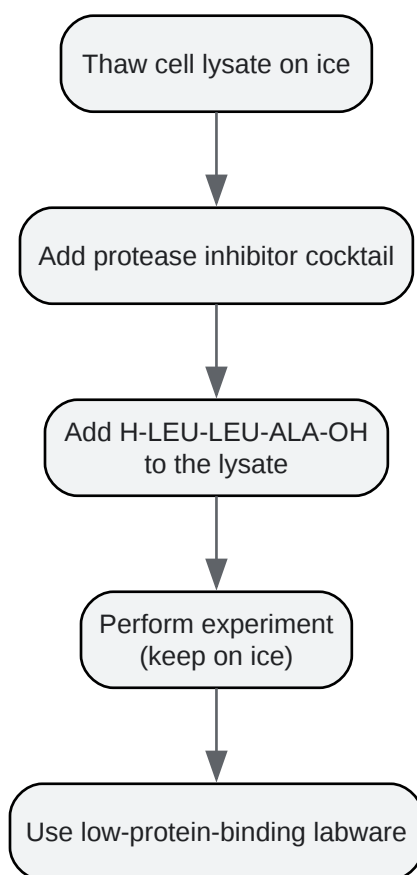 Thaw cell lysate on ice
Add protease inhibitor cocktail
Add H-LEU-LEU-ALA-OH
to the lysate
Perform experiment
(keep on ice)
Use low-protein-binding labware